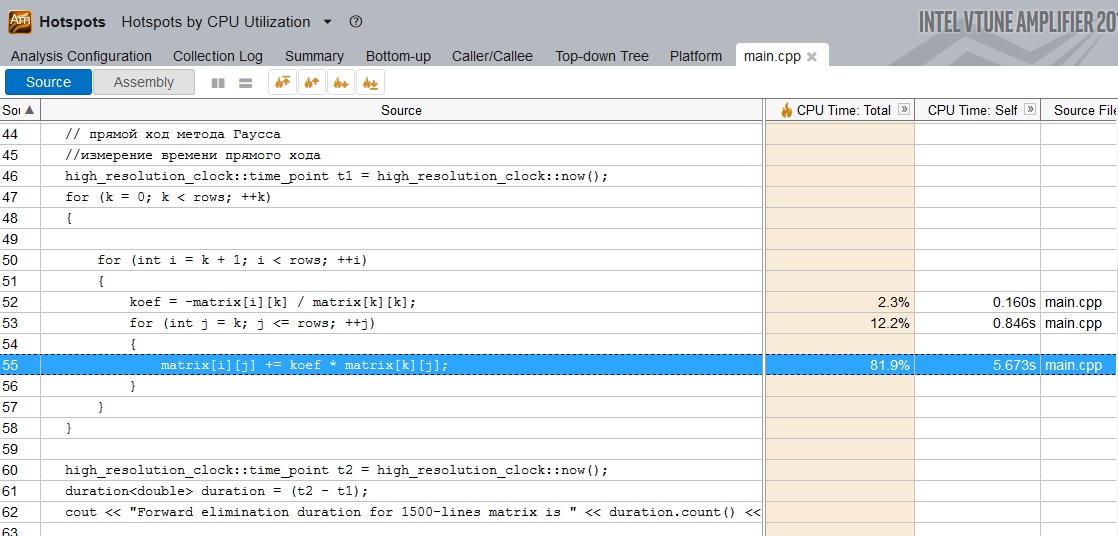 Hotspots Hotspots by CPU Utilization
INTEL VTUNE AMPLIFIER 20
Analysis Configuration Collection Log Summary Bottom-up Caller/Callee Top-down Tree Platform main.cpp
Source Assembly
Source CPU Time: Total CPU Time: Self Source File
44 // прямой ход метода Гаусса
45 //измерение времени прямого хода
46 high_resolution_clock::time_point t1 = high_resolution_clock::now();
47 for (k = 0; k < rows; ++k)
48 {
49
50 for (int i = k + 1; i < rows; ++i)
51 {
52 koef = -matrix[i][k] / matrix[k][k]; 2.3% 0.160s main.cpp
53 for (int j = k; j <= rows; ++j) 12.2% 0.846s main.cpp
54 {
55 matrix[i][j] += koef * matrix[k][j]; 81.9% 5.673s main.cpp
56 }
57 }
58 }
59
60 high_resolution_clock::time_point t2 = high_resolution_clock::now();
61 duration<double> duration = (t2 - t1);
62 cout << "Forward elimination duration for 1500-lines matrix is " << duration.count() <<
63